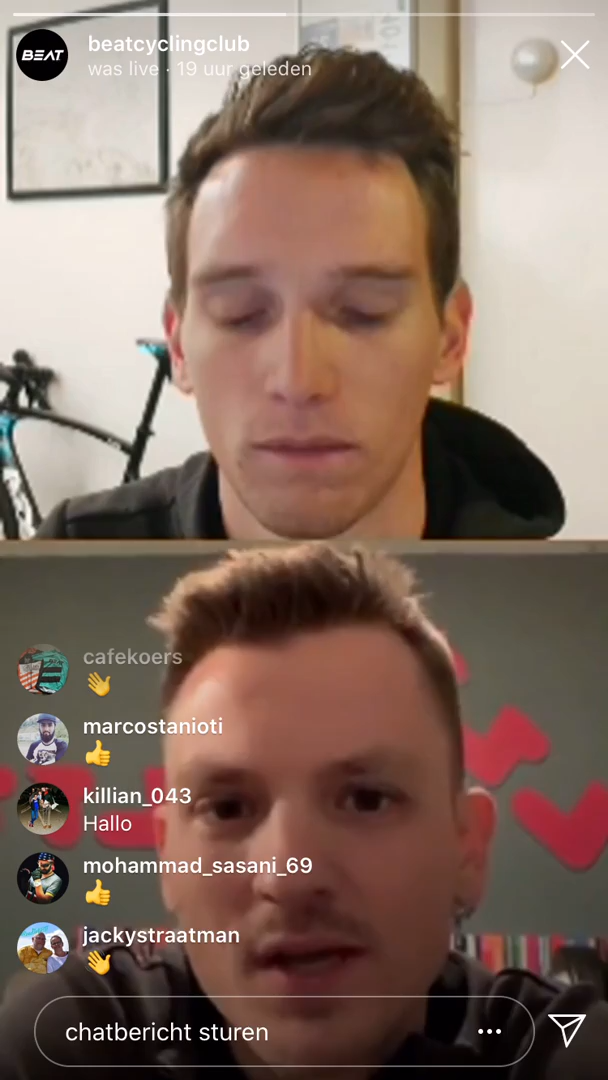 BEAT
beatcyclingclub
was live · 19 uur geleden
cafekoers
👋
marcostanioti
👍
killian_043
Hallo
mohammad_sasani_69
👍
jackystraatman
👋
chatbericht sturen